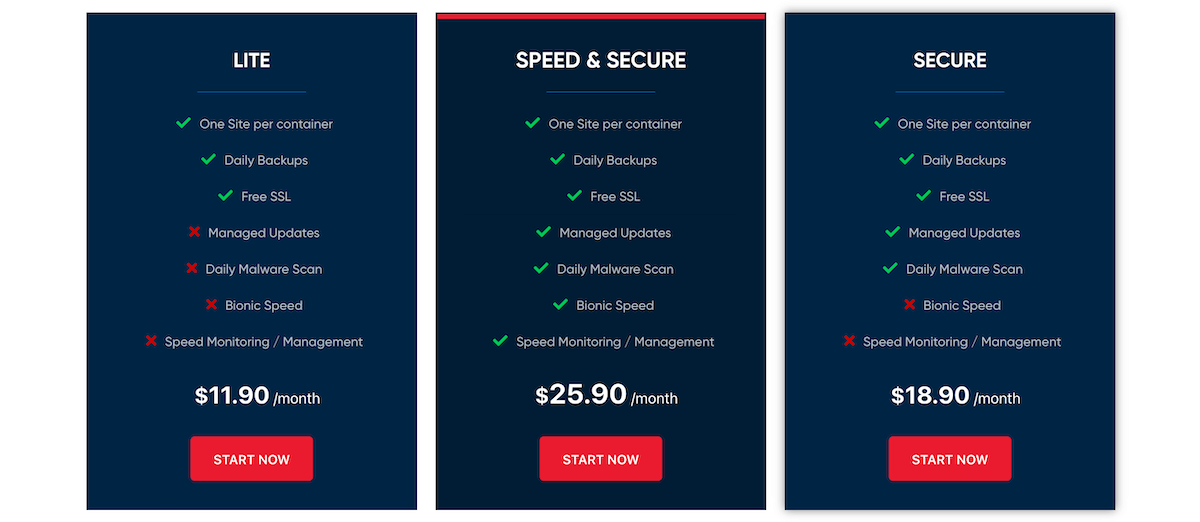 LITE
One Site per container
Daily Backups
Free SSL
Managed Updates
Daily Malware Scan
Bionic Speed
Speed Monitoring / Management
$11.90 /month
START NOW
SPEED & SECURE
One Site per container
Daily Backups
Free SSL
Managed Updates
Daily Malware Scan
Bionic Speed
Speed Monitoring / Management
$25.90 /month
START NOW
SECURE
One Site per container
Daily Backups
Free SSL
Managed Updates
Daily Malware Scan
Bionic Speed
Speed Monitoring / Management
$18.90 /month
START NOW